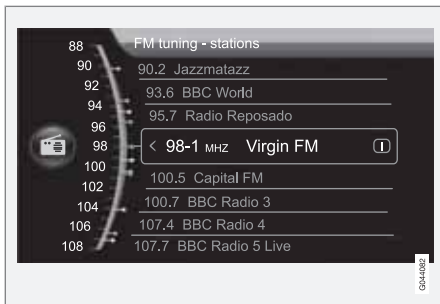 FM tuning - stations
88
90
92
94
96
98
100
102
104
106
108
90.2 Jazzmatazz
93.6 BBC World
95.7 Radio Reposado
< 98-1 MHZ Virgin FM I
100.5 Capital FM
100.7 BBC Radio 3
107.4 BBC Radio 4
107.7 BBC Radio 5 Live
G044082